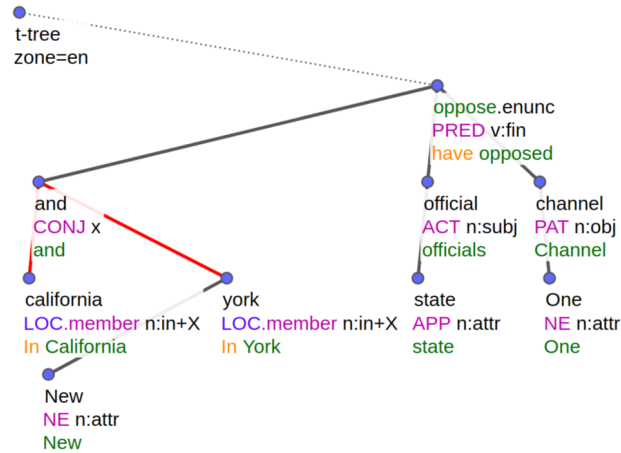 t-tree
zone=en
oppose.enunc
PRED v:fin
have opposed
and
CONJ x
and
official
ACT n:subj
officials
channel
PAT n:obj
Channel
california
LOC.member n:in+X
In California
york
LOC.member n:in+X
In York
state
APP n:attr
state
One
NE n:attr
One
New
NE n:attr
New